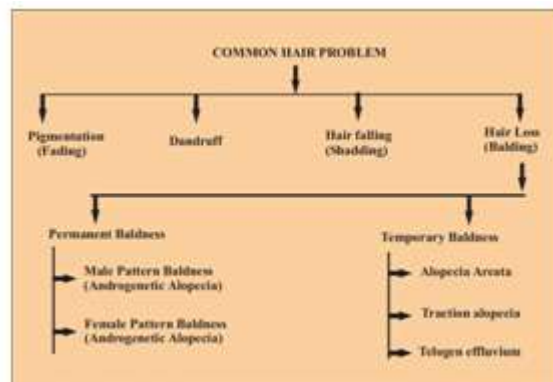 COMMON HAIR PROBLEM
Pigmentation
(Fading)
Dandruff
Hair falling
(Shadding)
Hair Loss
(Balding)
Permanent Baldness
Male Pattern Baldness
(Androgenetic Alopecia)
Female Pattern Baldness
(Androgenetic Alopecia)
Temporary Baldness
Alopecia Areata
Traction alopecia
Telogen effluvium